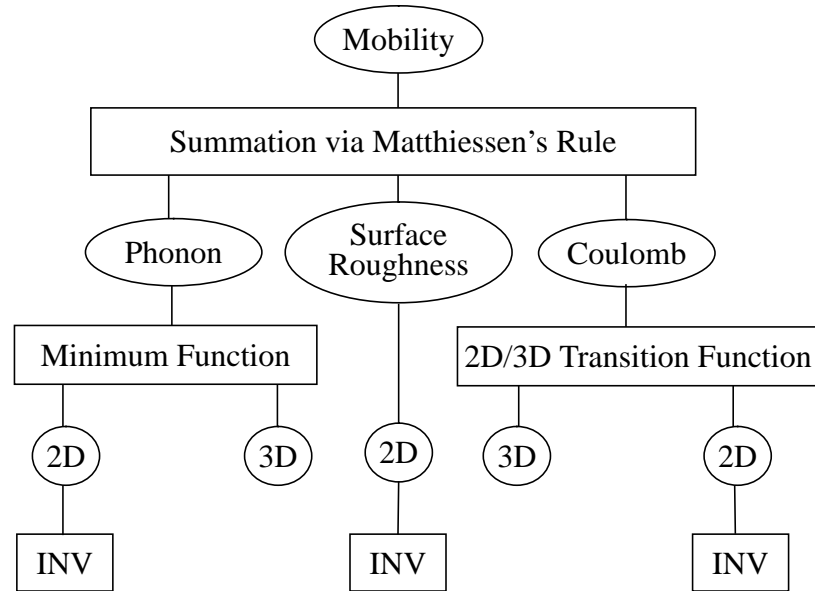 Mobility
Summation via Matthiessen's Rule
Phonon
Surface
Roughness
Coulomb
Minimum Function
2D/3D Transition Function
2D
3D
2D
3D
2D
INV
INV
INV